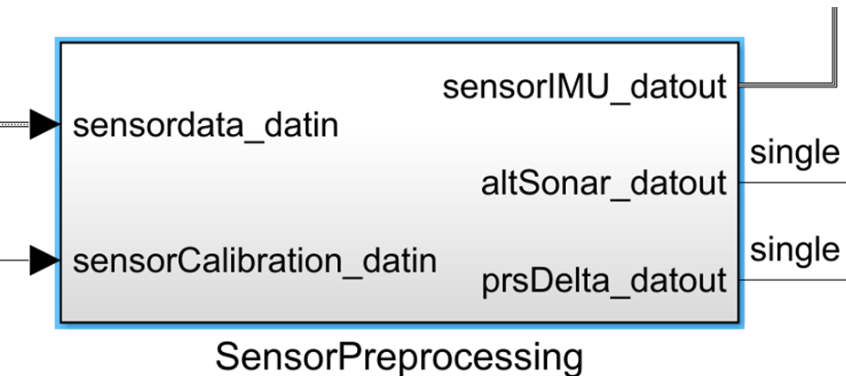 sensorIMU_datout
sensordata_datin
single
altSonar_datout
single
sensorCalibration_datin
prsDelta_datout
SensorPreprocessing